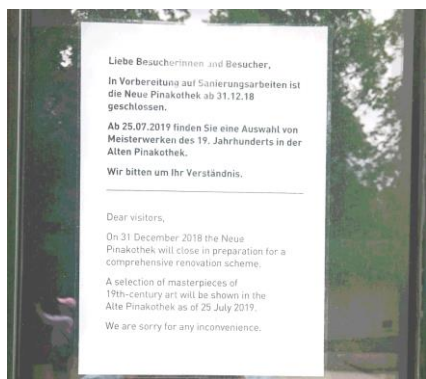 Liebe Besucherinnen und Besucher,
In Vorbereitung auf Sanierungsarbeiten ist
die Neue Pinakothek ab 31.12.18
geschlossen.
Ab 25.07.2019 finden Sie eine Auswahl von
Meisterwerken des 19. Jahrhunderts in der
Alten Pinakothek.
Wir bitten um Ihr Verständnis.
Dear visitors,
On 31 December 2018 the Neue
Pinakothek will close in preparation for a
comprehensive renovation scheme.
A selection of masterpieces of
19th-century art will be shown in the
Alte Pinakothek as of 25 July 2019.
We are sorry for any inconvenience.